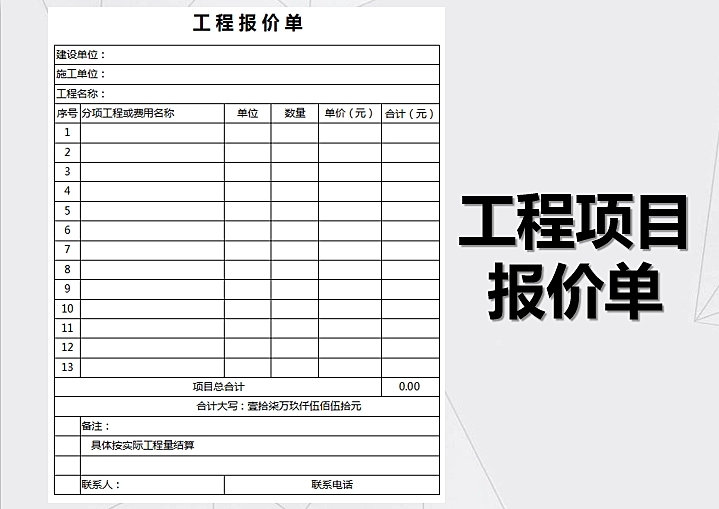 工程报价单
建设单位：
施工单位：
工程名称：
序号 分项工程或费用名称 单位 数量 单价（元） 合计（元）
1
2
3
4
5
6
7
8
9
10
11
12
13
项目总合计 0.00
合计大写：壹拾柒万玖仟伍佰伍拾元
备注：
具体按实际工程量结算
联系人： 联系电话
工程项目
报价单